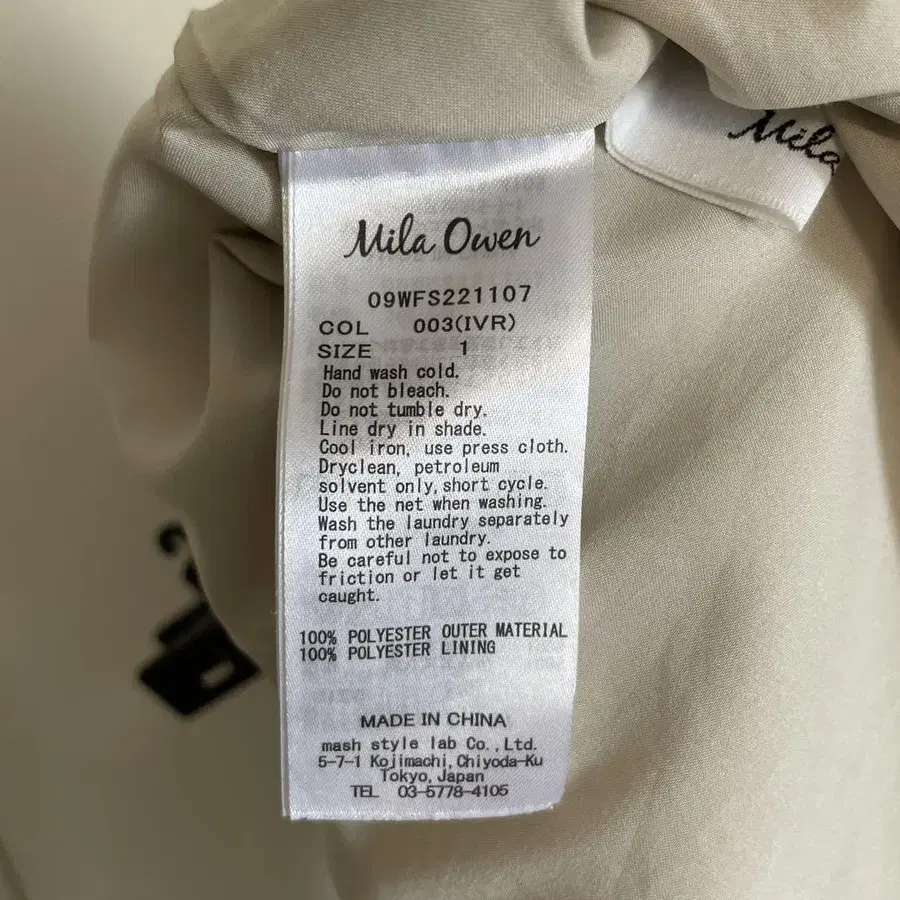 Mila
Mila Owen
09WFS221107
COL 003(IVR)
SIZE 1
Hand wash cold.
Do not bleach.
Do not tumble dry.
Line dry in shade.
Cool iron, use press cloth.
Dryclean, petroleum
solvent only,short cycle.
Use the net when washing.
Wash the laundry separately
from other laundry.
Be careful not to expose to
friction or let it get
caught.
100% POLYESTER OUTER MATERIAL
100% POLYESTER LINING
MADE IN CHINA
mash style lab Co.,Ltd.
5-7-1 Kojimachi,Chiyoda-Ku
Tokyo,Japan
TEL 03-5778-4105